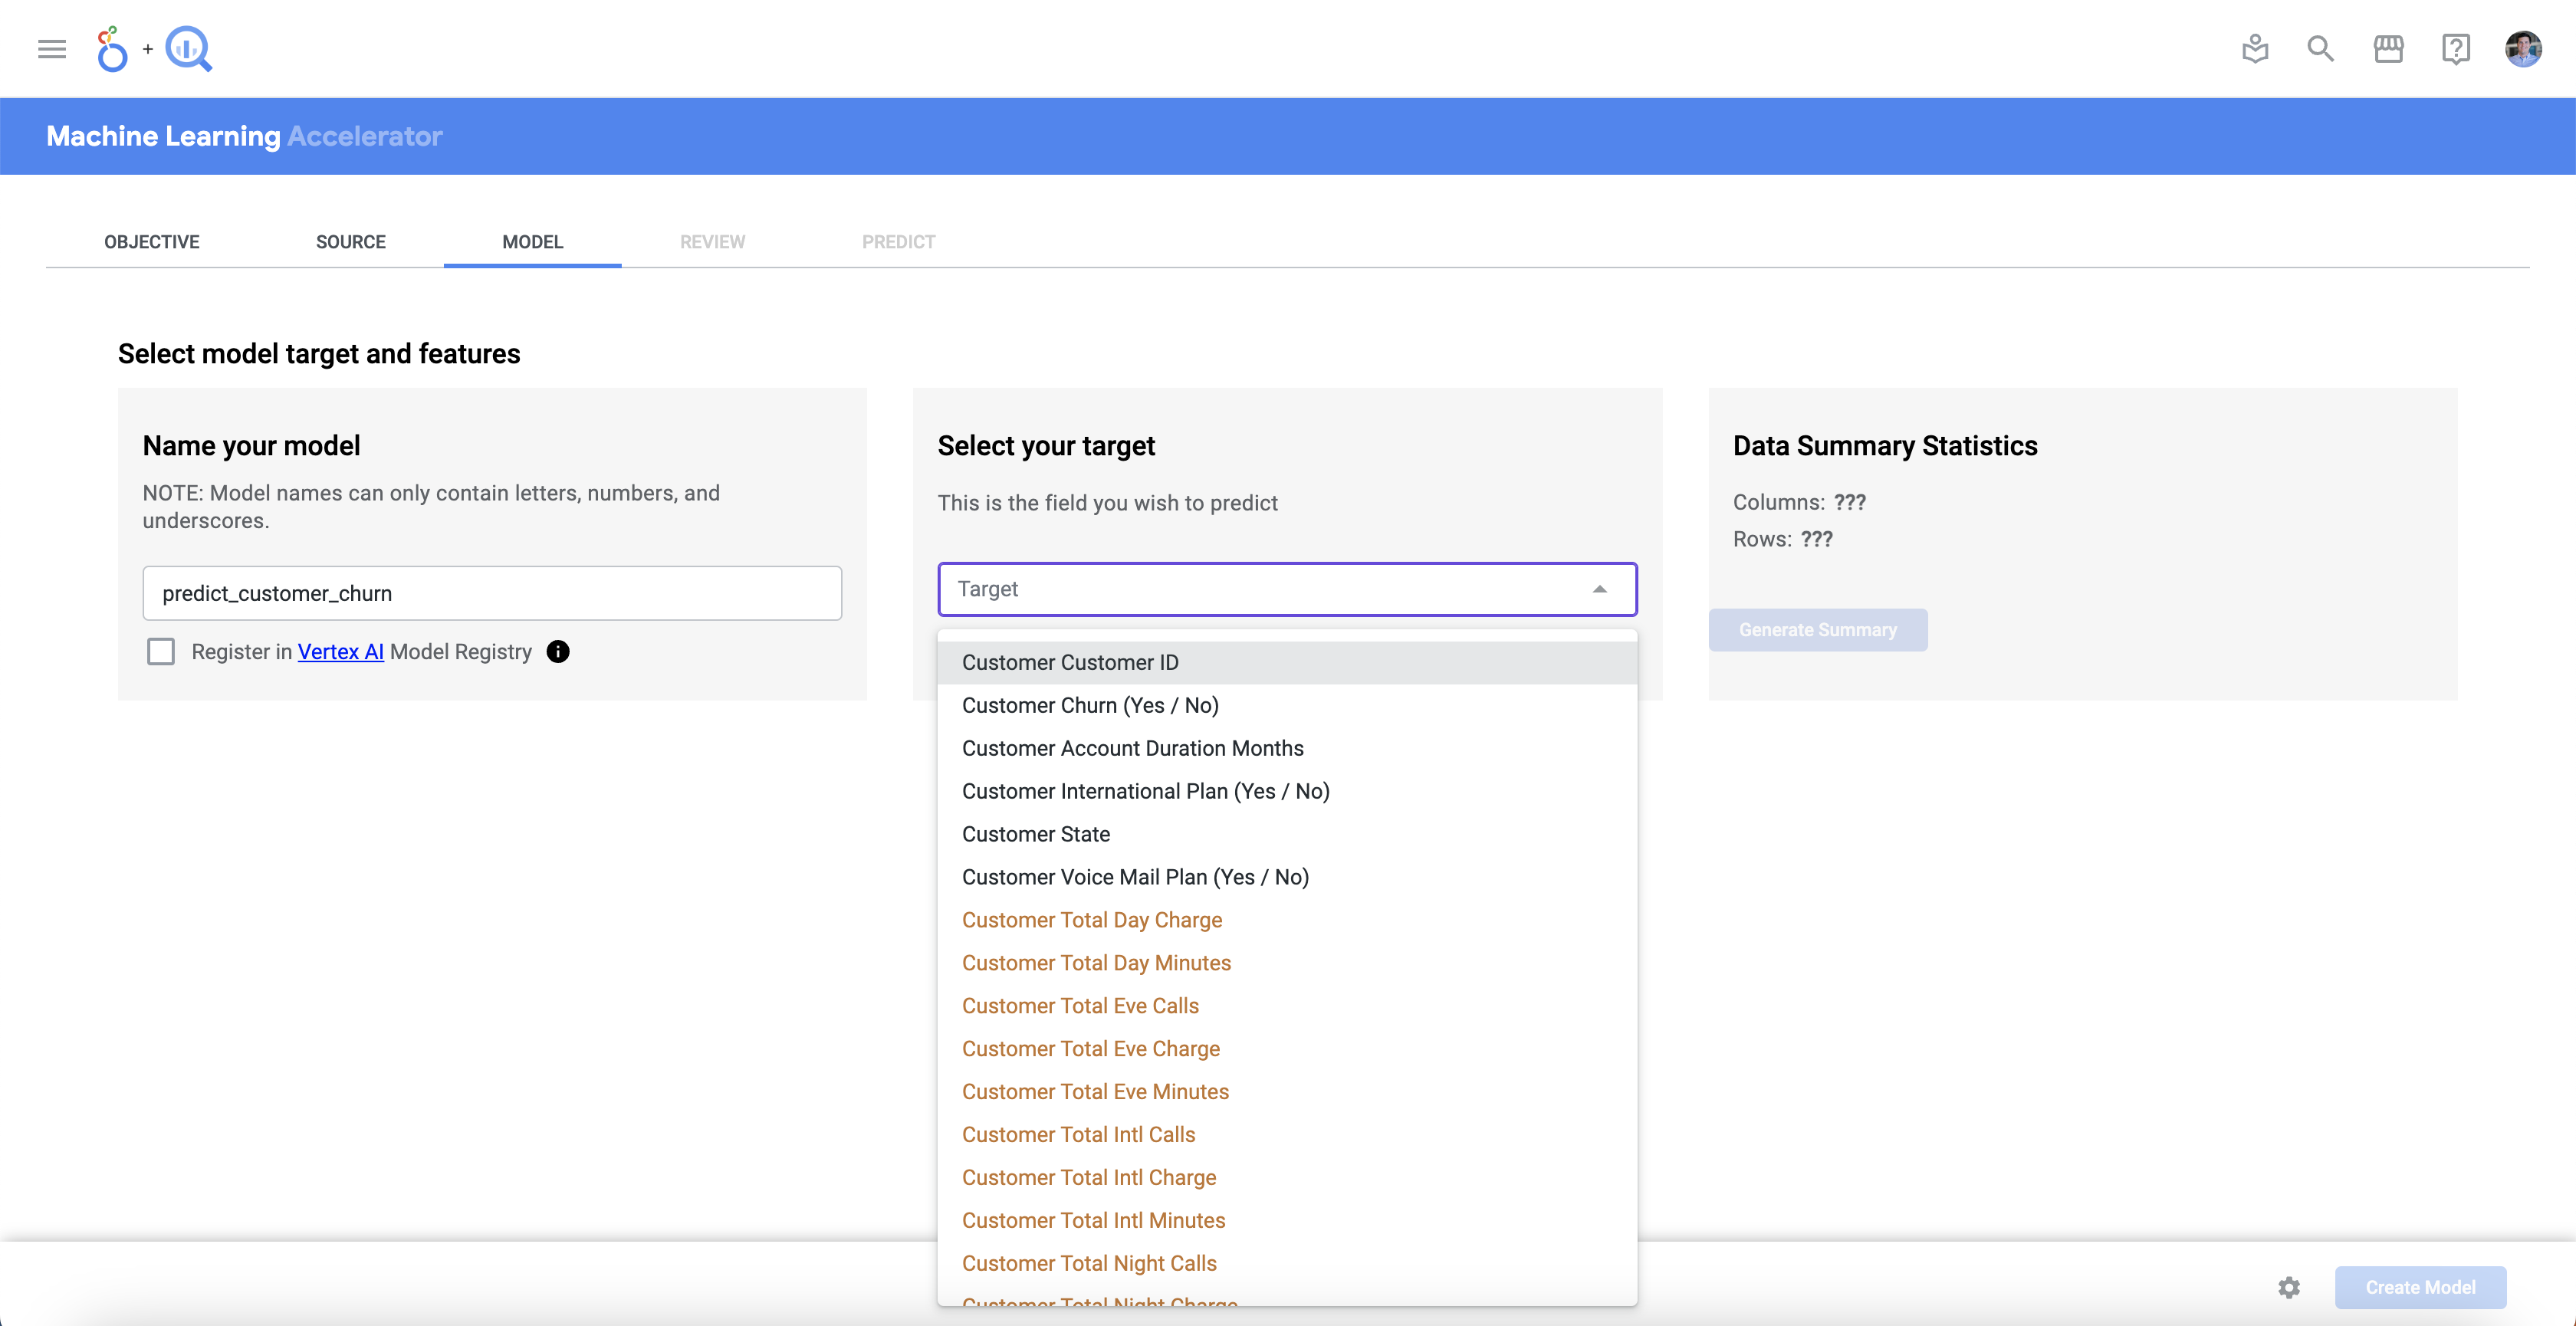 +
Machine Learning Accelerator
OBJECTIVE
SOURCE
MODEL
REVIEW
PREDICT
Select model target and features
Name your model
NOTE: Model names can only contain letters, numbers, and
underscores.
predict_customer_churn
Register in Vertex AI Model Registry
Select your target
This is the field you wish to predict
Target
Customer Customer ID
Customer Churn (Yes / No)
Customer Account Duration Months
Customer International Plan (Yes / No)
Customer State
Customer Voice Mail Plan (Yes / No)
Customer Total Day Charge
Customer Total Day Minutes
Customer Total Eve Calls
Customer Total Eve Charge
Customer Total Eve Minutes
Customer Total Intl Calls
Customer Total Intl Charge
Customer Total Intl Minutes
Customer Total Night Calls
Customer Total Night Charge
Data Summary Statistics
Columns: ???
Rows: ???
Generate Summary
Create Model